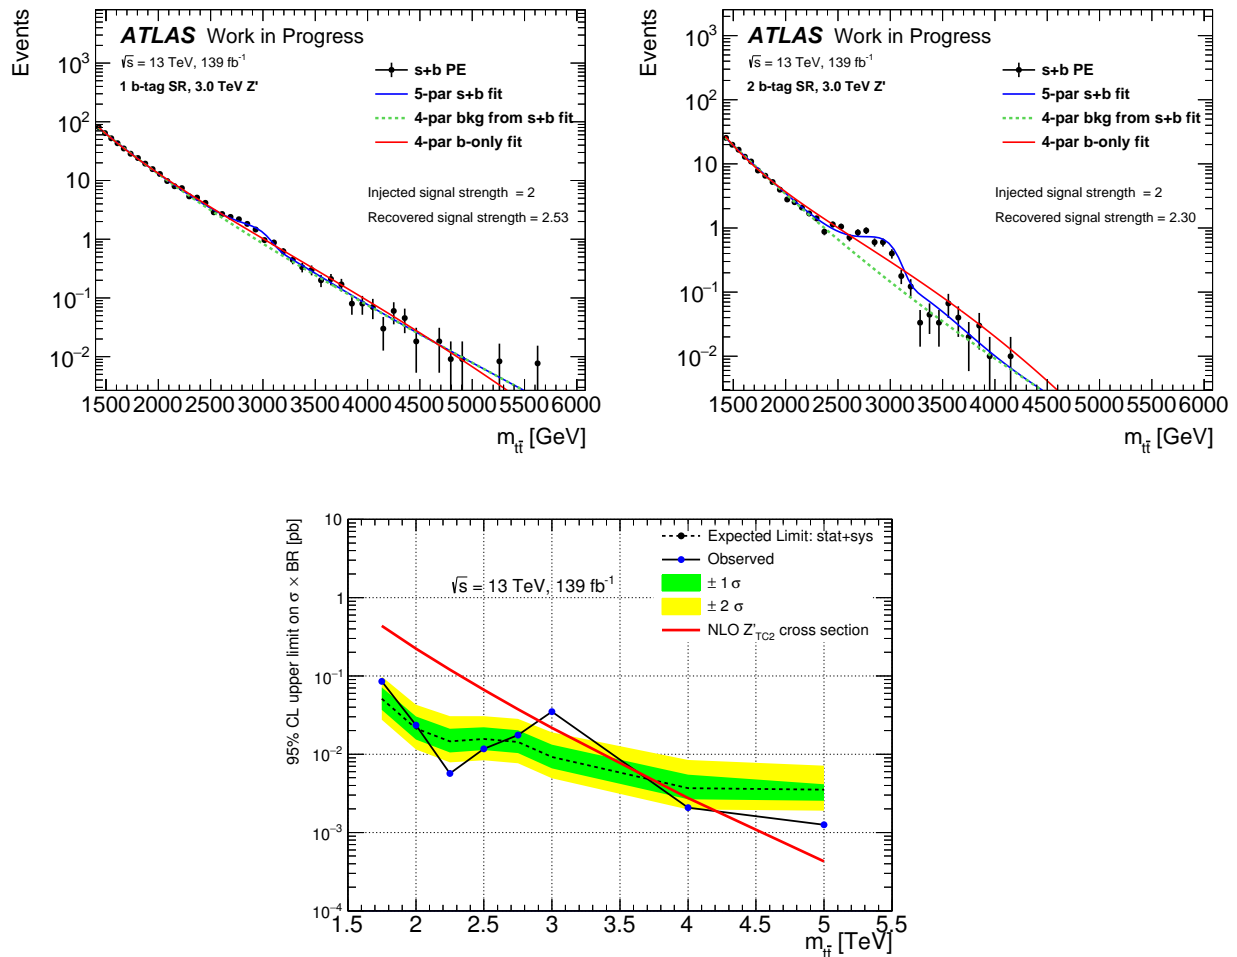 Events
10³
10²
10
1
10⁻¹
10⁻²
ATLAS Work in Progress
√s = 13 TeV, 139 fb⁻¹
1 b-tag SR, 3.0 TeV Z'
s+b PE
5-par s+b fit
4-par bkg from s+b fit
4-par b-only fit
Injected signal strength = 2
Recovered signal strength = 2.53
1500 2000 2500 3000 3500 4000 4500 5000 5500 6000
m_{tt̄} [GeV]
Events
10³
10²
10
1
10⁻¹
10⁻²
ATLAS Work in Progress
√s = 13 TeV, 139 fb⁻¹
2 b-tag SR, 3.0 TeV Z'
s+b PE
5-par s+b fit
4-par bkg from s+b fit
4-par b-only fit
Injected signal strength = 2
Recovered signal strength = 2.30
1500 2000 2500 3000 3500 4000 4500 5000 5500 6000
m_{tt̄} [GeV]
95% CL upper limit on σ × BR [pb]
10
1
10⁻¹
10⁻²
10⁻³
10⁻⁴
√s = 13 TeV, 139 fb⁻¹
Expected Limit: stat+sys
Observed
± 1 σ
± 2 σ
NLO Z'_{TC2} cross section
1.5 2 2.5 3 3.5 4 4.5 5 5.5
m_{tt̄} [TeV]